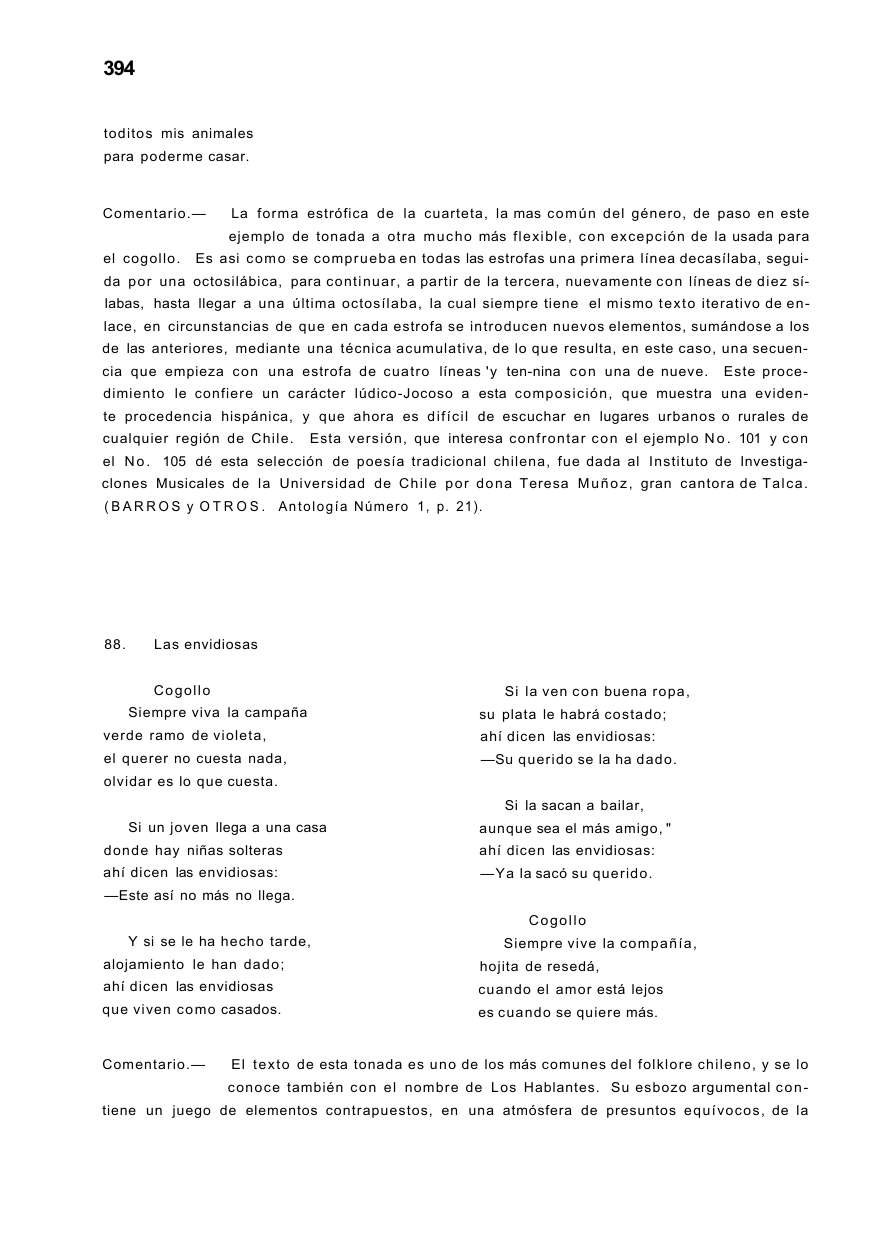 394
toditos mis animales
para poderme casar.
Comentario.— La forma estrófica de la cuarteta, la mas común del género, de paso en este
ejemplo de tonada a otra mucho más flexible, con excepción de la usada para
el cogollo. Es asi como se comprueba en todas las estrofas una primera línea decasílaba, segui-
da por una octosilábica, para continuar, a partir de la tercera, nuevamente con líneas de diez sí-
labas, hasta llegar a una última octosílaba, la cual siempre tiene el mismo texto iterativo de en-
lace, en circunstancias de que en cada estrofa se introducen nuevos elementos, sumándose a los
de las anteriores, mediante una técnica acumulativa, de lo que resulta, en este caso, una secuen-
cia que empieza con una estrofa de cuatro líneas 'y ten-nina con una de nueve. Este proce-
dimiento le confiere un carácter lúdico-Jocoso a esta composición, que muestra una eviden-
te procedencia hispánica, y que ahora es difícil de escuchar en lugares urbanos o rurales de
cualquier región de Chile. Esta versión, que interesa confrontar con el ejemplo No. 101 y con
el No. 105 dé esta selección de poesía tradicional chilena, fue dada al Instituto de Investiga-
clones Musicales de la Universidad de Chile por dona Teresa Muñoz, gran cantora de Talca.
(BARROS y OTROS. Antología Número 1, p. 21).
88. Las envidiosas
Cogollo
Siempre viva la campaña
verde ramo de violeta,
el querer no cuesta nada,
olvidar es lo que cuesta.
Si un joven llega a una casa
donde hay niñas solteras
ahí dicen las envidiosas:
—Este así no más no llega.
Y si se le ha hecho tarde,
alojamiento le han dado;
ahí dicen las envidiosas
que viven como casados.
Si la ven con buena ropa,
su plata le habrá costado;
ahí dicen las envidiosas:
—Su querido se la ha dado.
Si la sacan a bailar,
aunque sea el más amigo,"
ahí dicen las envidiosas:
—Ya la sacó su querido.
Cogollo
Siempre vive la compañía,
hojita de resedá,
cuando el amor está lejos
es cuando se quiere más.
Comentario.— El texto de esta tonada es uno de los más comunes del folklore chileno, y se lo
conoce también con el nombre de Los Hablantes. Su esbozo argumental con-
tiene un juego de elementos contrapuestos, en una atmósfera de presuntos equívocos, de la